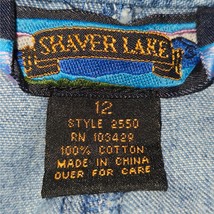 SHAVER LAKE
12
STYLE 2550
RN 103429
100% COTTON
MADE IN CHINA
OVER FOR CARE